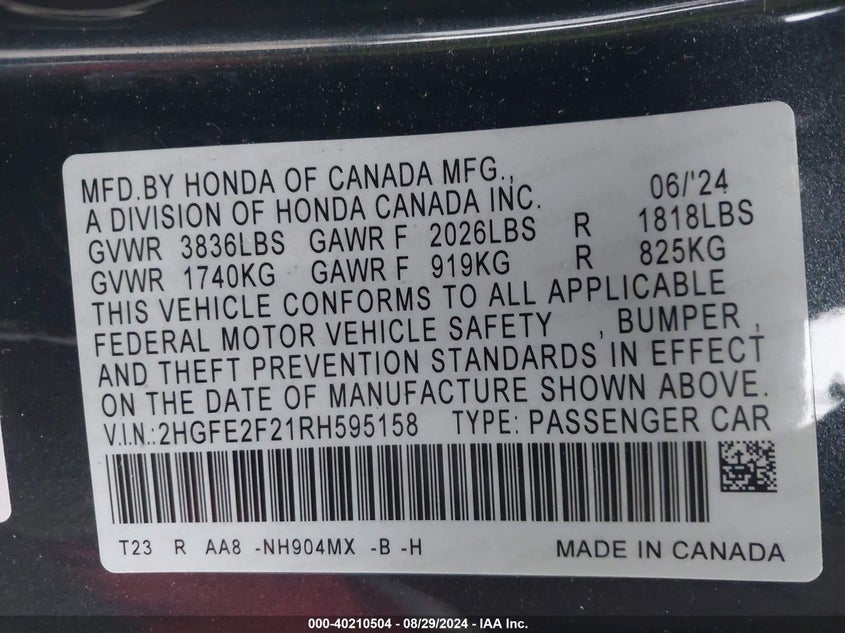 MFD.BY HONDA OF CANADA MFG., 06/'24
A DIVISION OF HONDA CANADA INC.
GVWR 3836LBS GAWR F 2026LBS R 1818LBS
GVWR 1740KG GAWR F 919KG R 825KG
THIS VEHICLE CONFORMS TO ALL APPLICABLE
FEDERAL MOTOR VEHICLE SAFETY , BUMPER ,
AND THEFT PREVENTION STANDARDS IN EFFECT
ON THE DATE OF MANUFACTURE SHOWN ABOVE.
V.I.N.:2HGFE2F21RH595158 TYPE: PASSENGER CAR
T23 R AA8 -NH904MX -B -H MADE IN CANADA
000-40210504 - 08/29/2024 - IAA Inc.